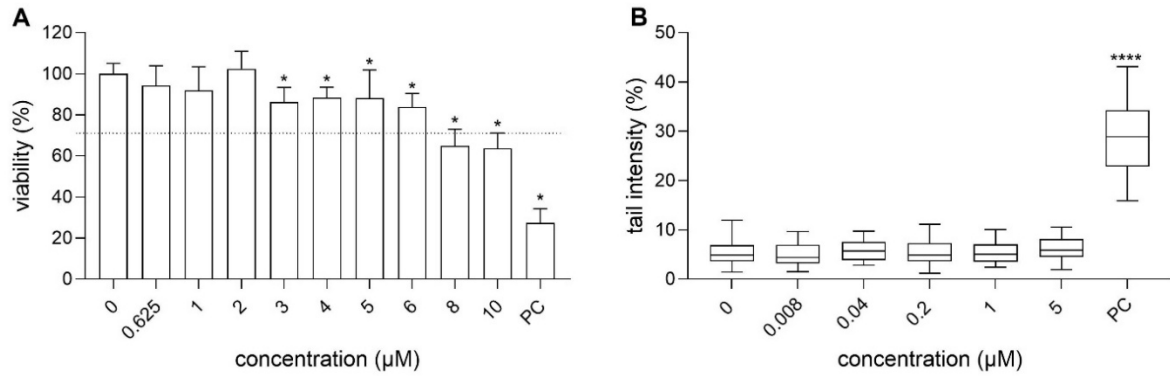 A
viability (%)
120
100
80
60
40
20
0
* * * * * * *
0 0.625 1 2 3 4 5 6 8 10 PC
concentration (µM)
B
tail intensity (%)
50
40
30
20
10
0
****
0 0.008 0.04 0.2 1 5 PC
concentration (µM)